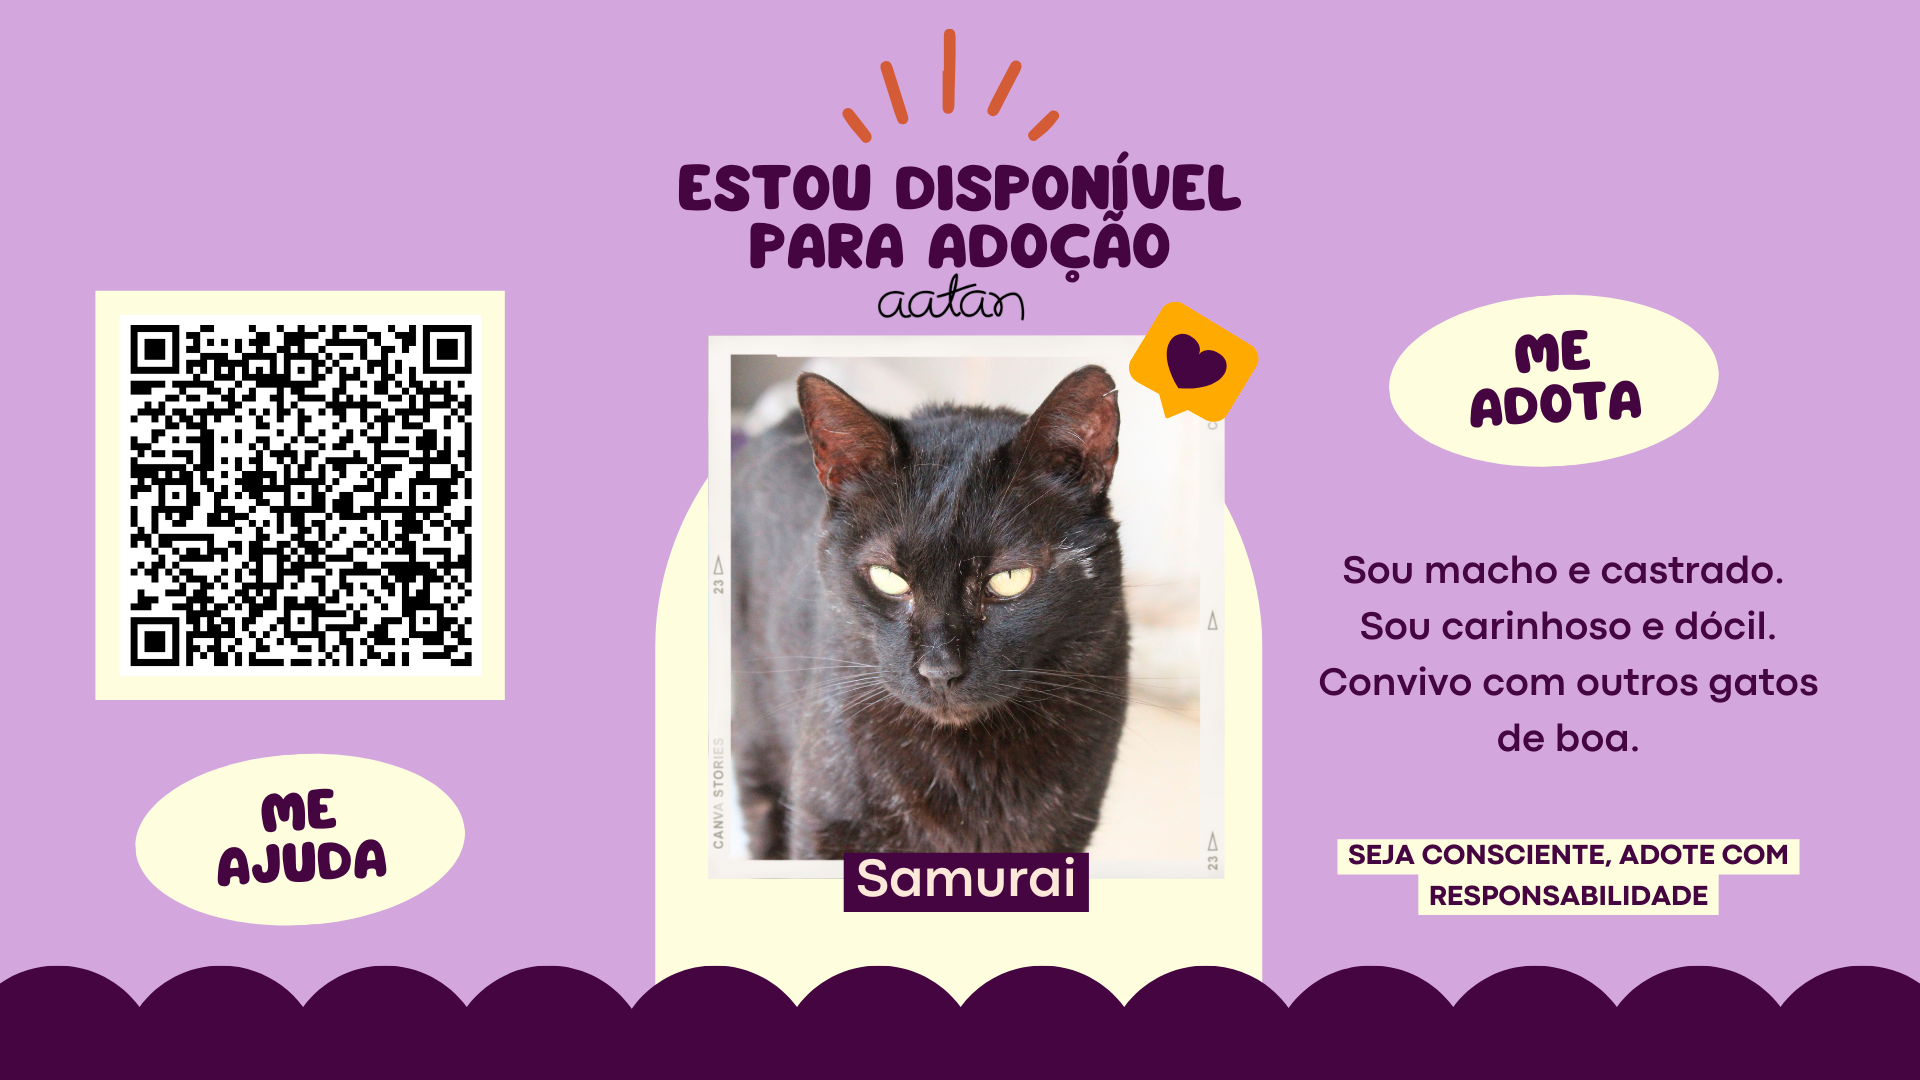 ESTOU DISPONÍVEL
PARA ADOÇÃO
aatan
ME
AJUDA
23
CANVA STORIES
23
Samurai
ME
ADOTA
Sou macho e castrado.
Sou carinhoso e dócil.
Convivo com outros gatos
de boa.
SEJA CONSCIENTE, ADOTE COM
RESPONSABILIDADE